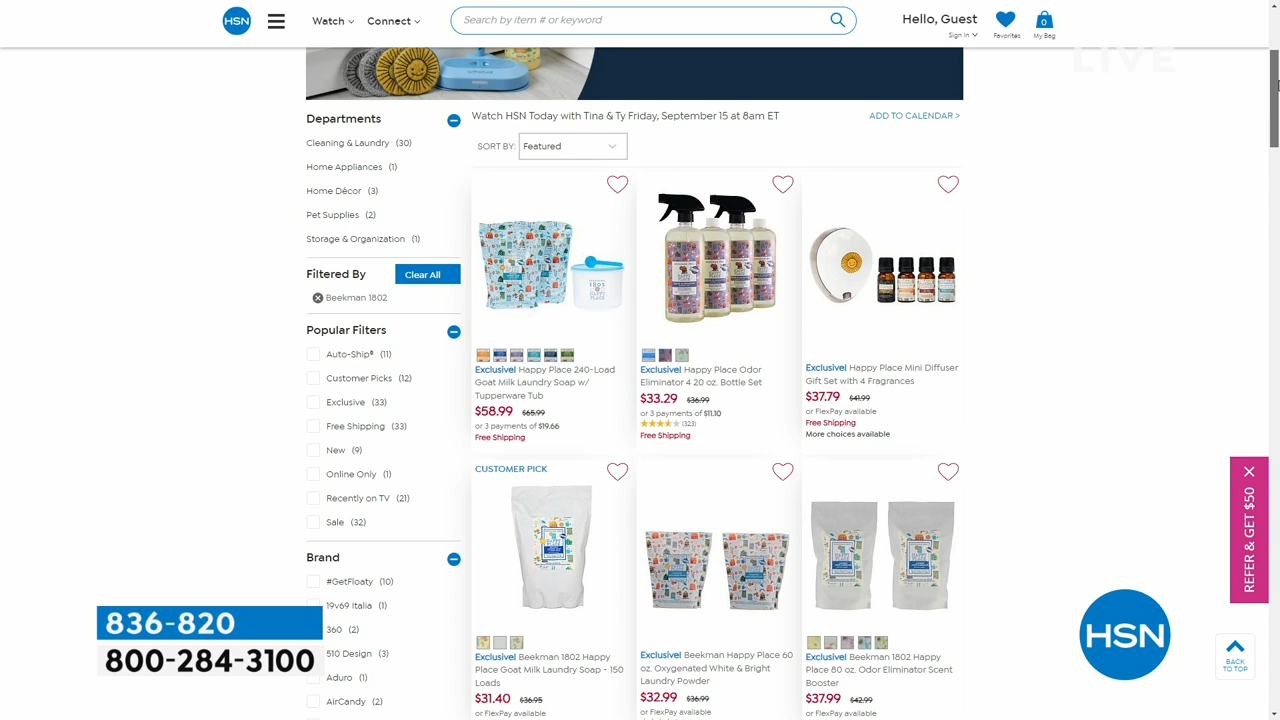 HSN
Watch
Connect
Search by item # or keyword
Hello, Guest
Sign In
Favorites
0
My Bag
LIVE
Watch HSN Today with Tina & Ty Friday, September 15 at 8am ET
ADD TO CALENDAR >
SORT BY:
Featured
Departments
Cleaning & Laundry (30)
Home Appliances (1)
Home Décor (3)
Pet Supplies (2)
Storage & Organization (1)
Filtered By
Clear All
Beekman 1802
Popular Filters
Auto-Ship® (11)
Customer Picks (12)
Exclusive (33)
Free Shipping (33)
New (9)
Online Only (1)
Recently on TV (21)
Sale (32)
Brand
#GetFloaty (10)
19v69 Italia (1)
360 (2)
510 Design (3)
Aduro (1)
AirCandy (2)
Exclusive! Happy Place 240-Load
Goat Milk Laundry Soap w/
Tupperware Tub
$58.99 $65.99
or 3 payments of $19.66
Free Shipping
Exclusive! Happy Place Odor
Eliminator 4 20 oz. Bottle Set
$33.29 $36.99
or 3 payments of $11.10
(323)
Free Shipping
Exclusive! Happy Place Mini Diffuser
Gift Set with 4 Fragrances
$37.79 $41.99
or FlexPay available
Free Shipping
More choices available
CUSTOMER PICK
Exclusive! Beekman 1802 Happy
Place Goat Milk Laundry Soap - 150
Loads
$31.40 $36.95
or FlexPay available
Exclusive! Beekman Happy Place 60
oz. Oxygenated White & Bright
Laundry Powder
$32.99 $36.99
or FlexPay available
Exclusive! Beekman 1802 Happy
Place 80 oz. Odor Eliminator Scent
Booster
$37.99 $42.99
or FlexPay available
REFER & GET $50
BACK
TO TOP
836-820
800-284-3100
HSN